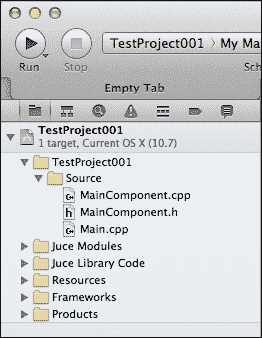 TestProject001 My Ma
Run Stop Sch
Empty Tab
TestProject001
1 target, Current OS X (10.7)
TestProject001
Source
MainComponent.cpp
MainComponent.h
Main.cpp
Juce Modules
Juce Library Code
Resources
Frameworks
Products